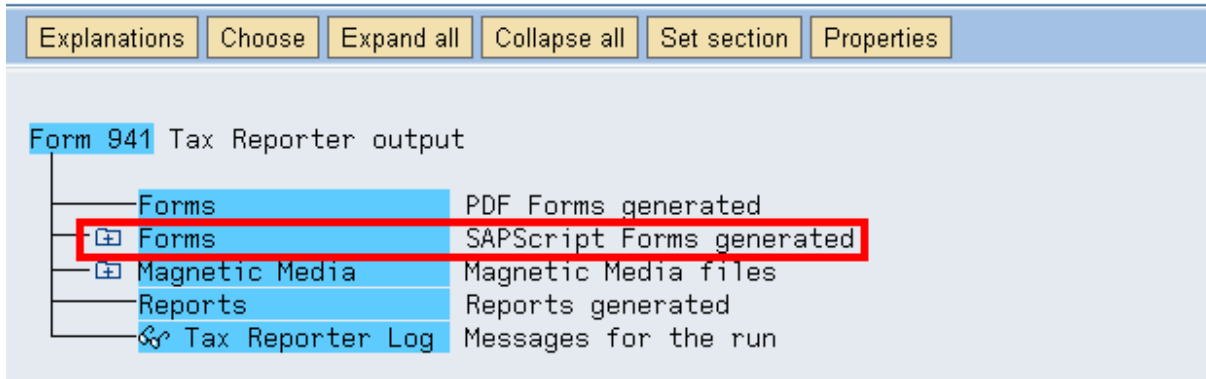 Explanations Choose Expand all Collapse all Set section Properties
Form 941 Tax Reporter output
Forms PDF Forms generated
Forms SAPScript Forms generated
Magnetic Media Magnetic Media files
Reports Reports generated
Tax Reporter Log Messages for the run